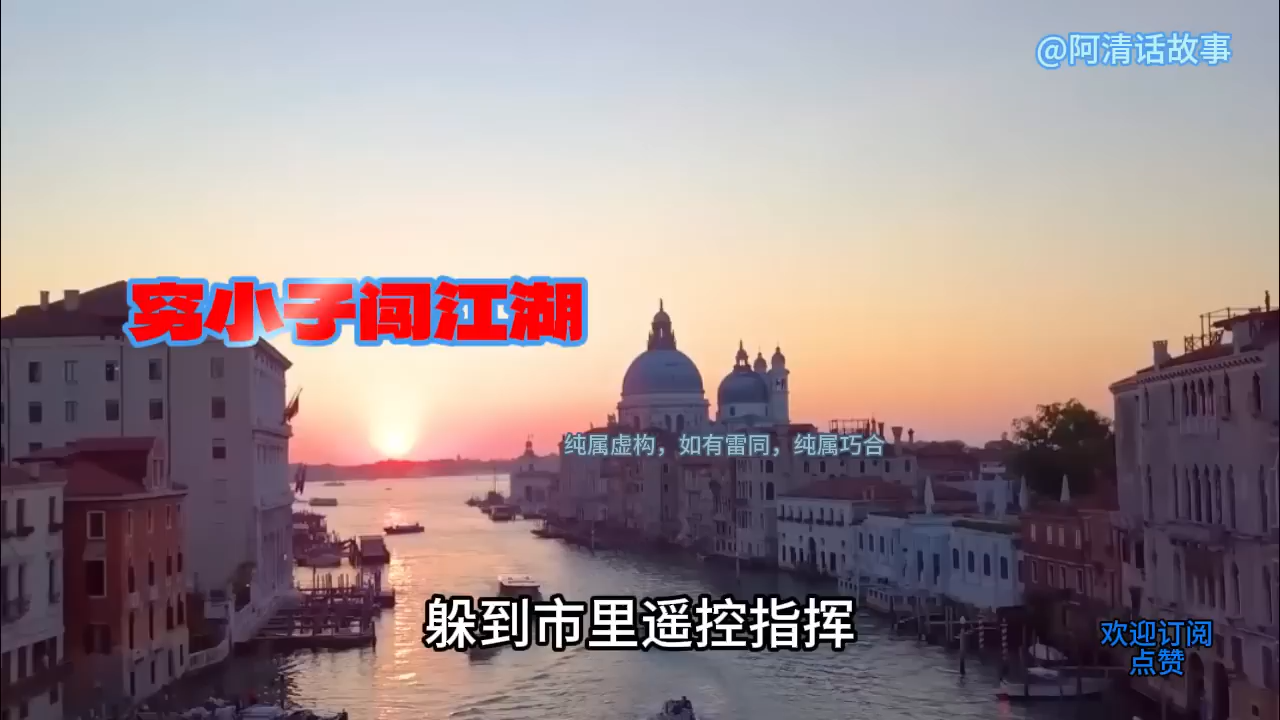 @阿清话故事
穷小子闯江湖
纯属虚构，如有雷同，纯属巧合
躲到市里遥控指挥
欢迎订阅
点赞